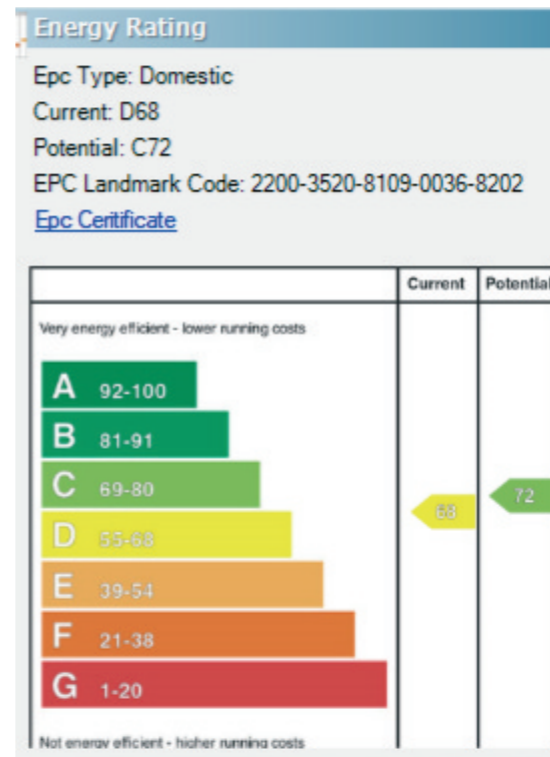 Energy Rating
Epc Type: Domestic
Current: D68
Potential: C72
EPC Landmark Code: 2200-3520-8109-0036-8202
Epc Ceritificate
Current Potential
Very energy efficient - lower running costs
A 92-100
B 81-91
C 69-80
72
68
D 55-68
E 39-54
F 21-38
G 1-20
Not energy efficient - higher running costs